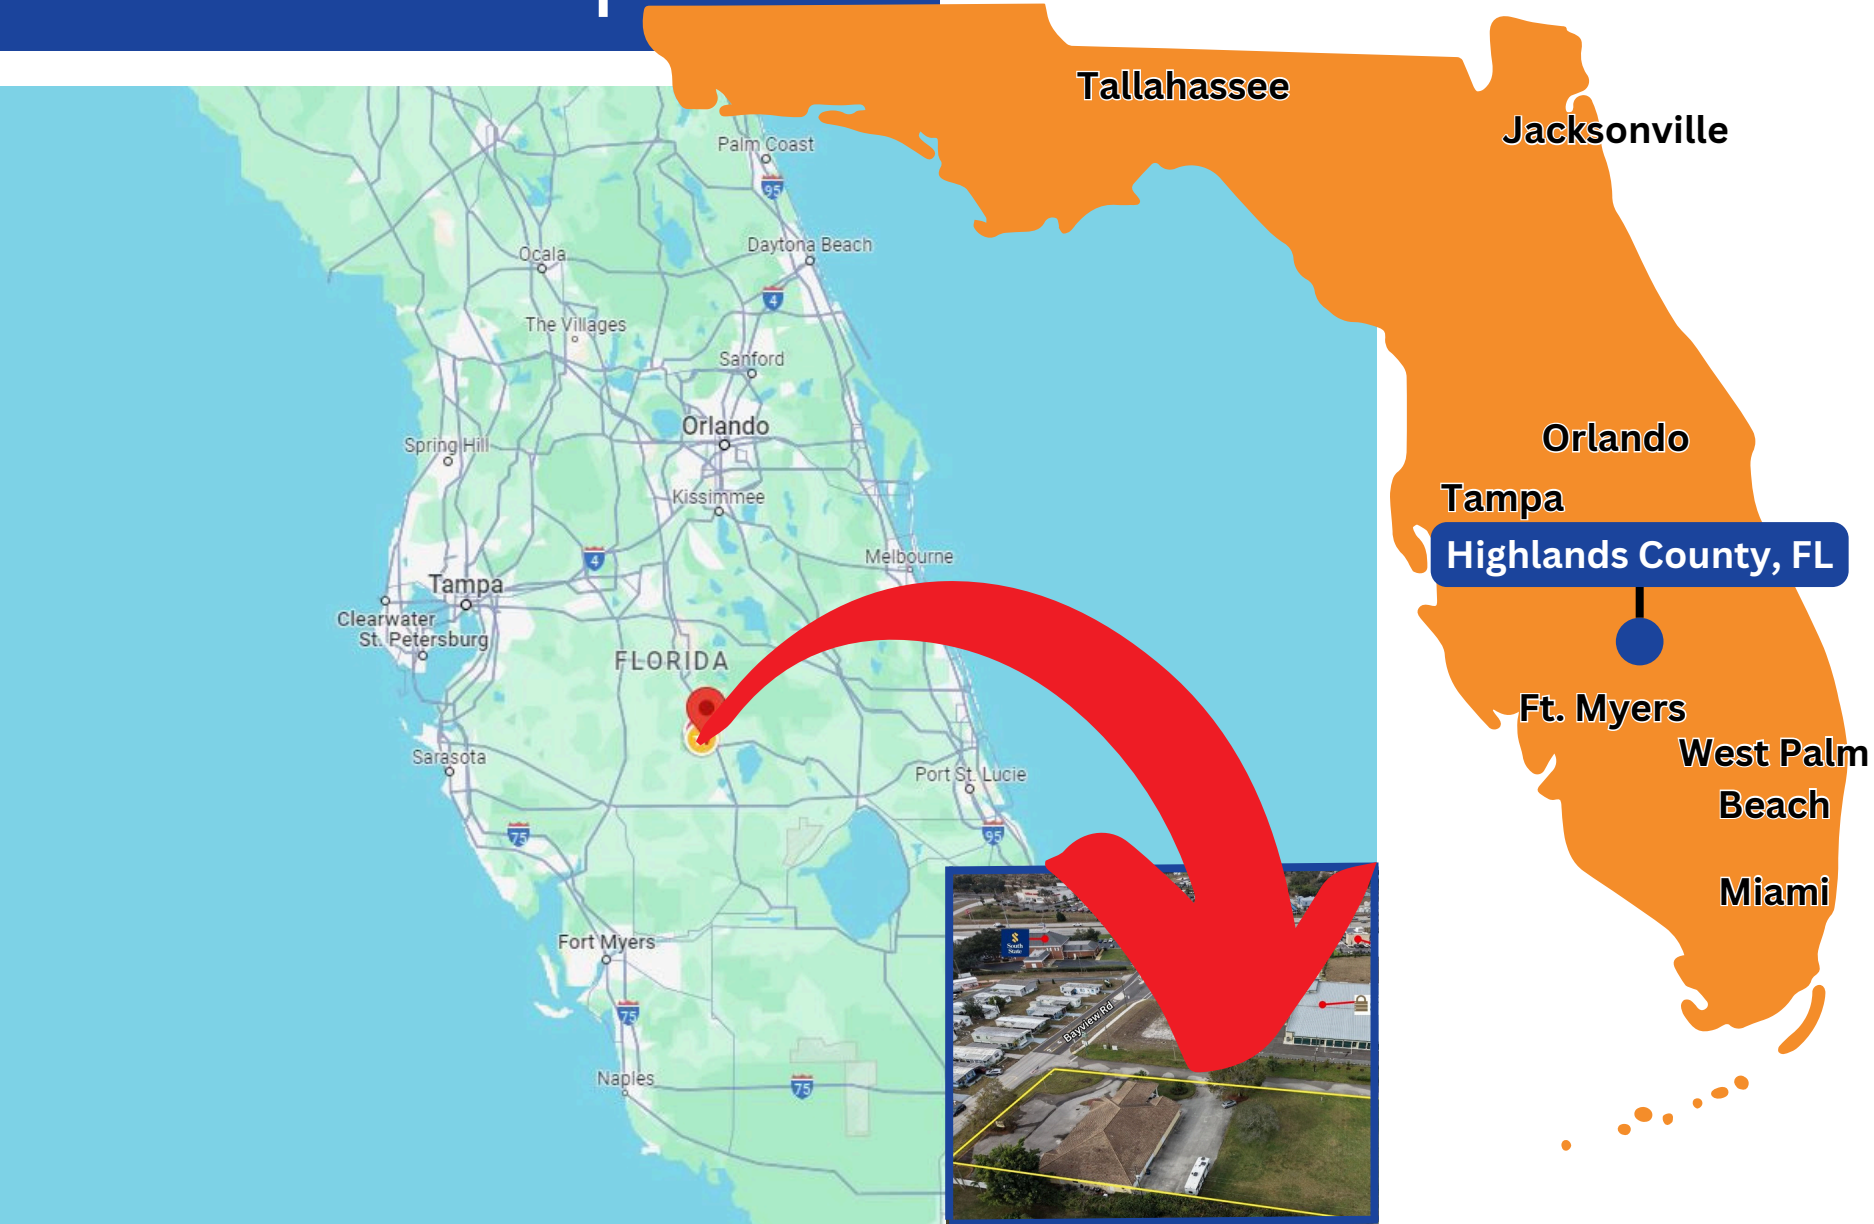 Tallahassee
Jacksonville
Orlando
Tampa
Highlands County, FL
Ft. Myers
West Palm
Beach
Miami
Palm Coast
95
Daytona Beach
Ocala
4
The Villages
Sanford
Orlando
Spring Hill
Kissimmee
Melbourne
4
Tampa
Clearwater
St. Petersburg
FLORIDA
Sarasota
Port St. Lucie
75
95
Fort Myers
75
Naples
75
$
South
State
Bayview Rd